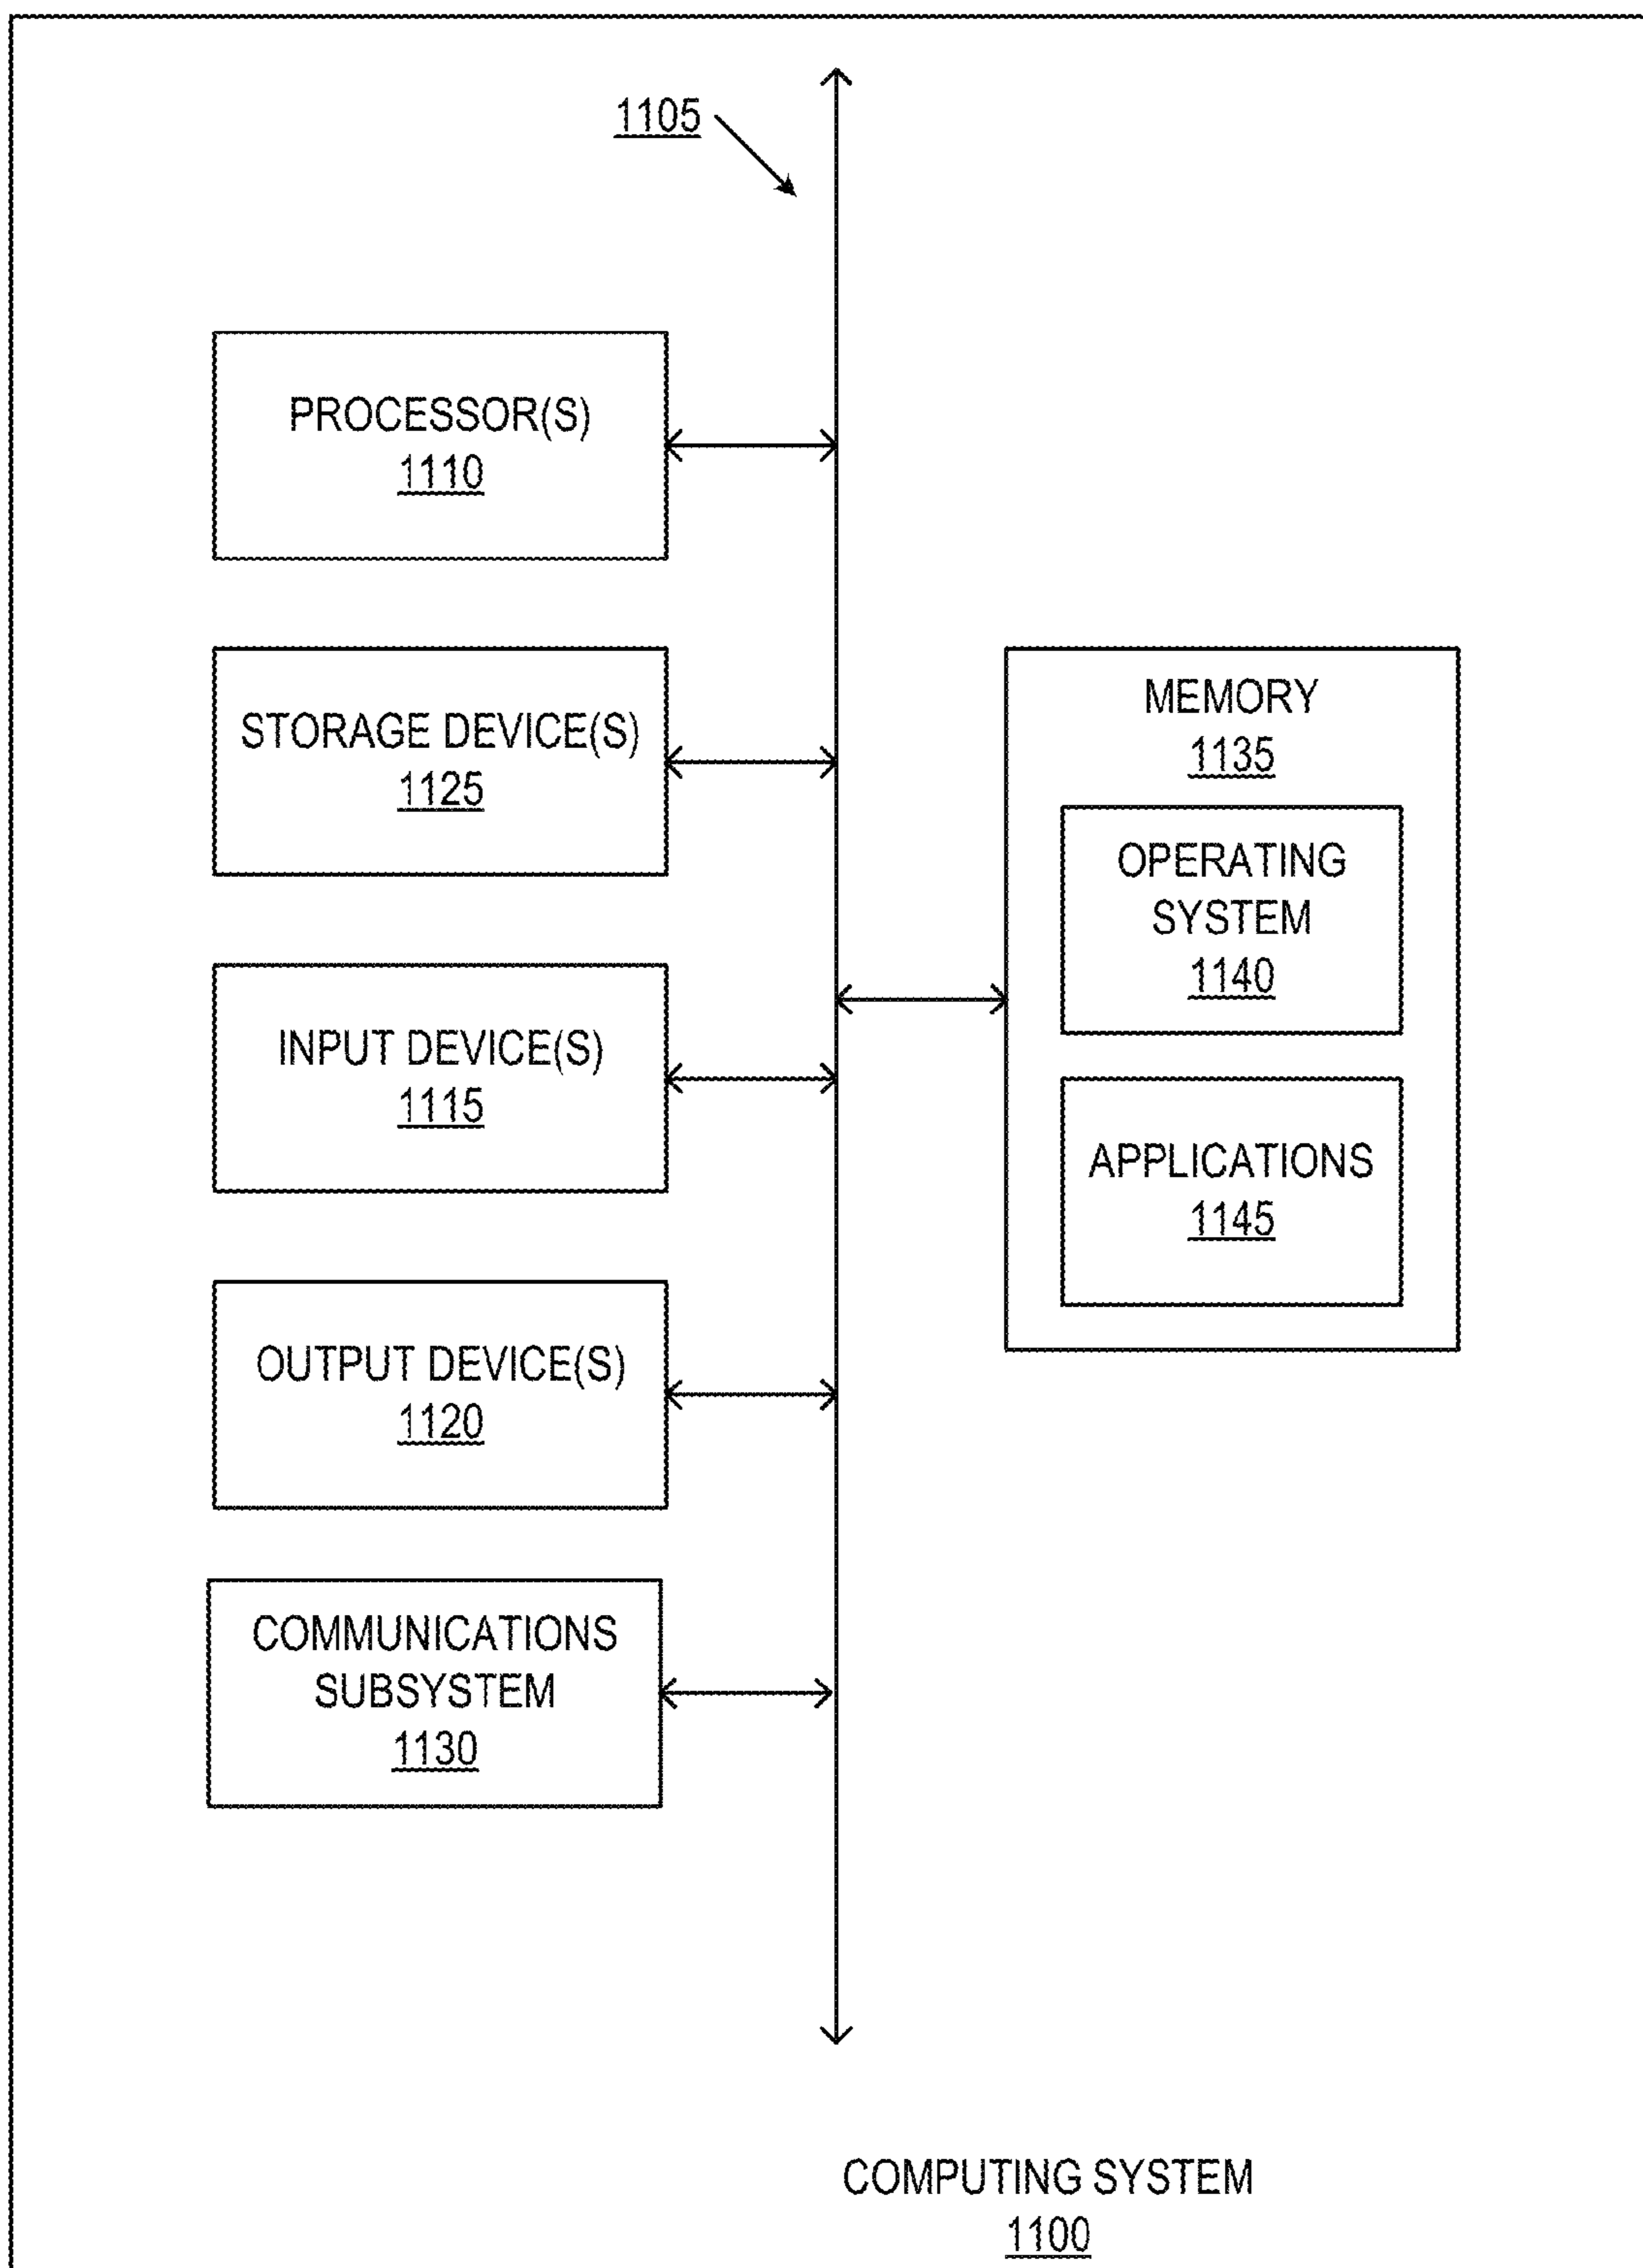 1105
PROCESSOR(S)
1110
STORAGE DEVICE(S)
1125
INPUT DEVICE(S)
1115
OUTPUT DEVICE(S)
1120
COMMUNICATIONS
SUBSYSTEM
1130
MEMORY
1135
OPERATING
SYSTEM
1140
APPLICATIONS
1145
COMPUTING SYSTEM
1100